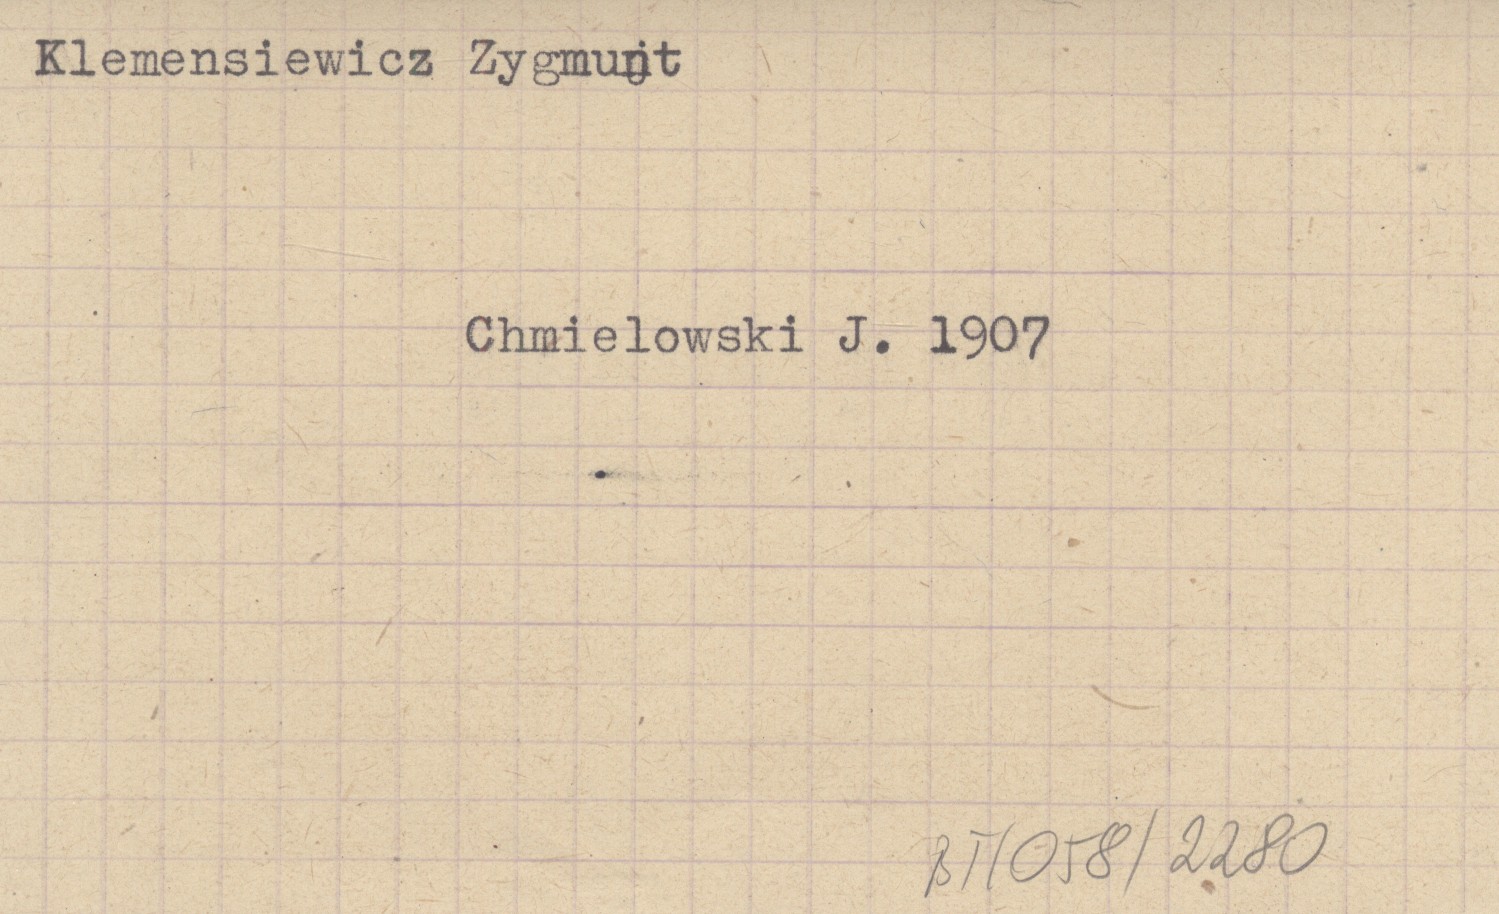 Klemensiewicz Zygmunt
Chmielowski J. 1907
BT/058/2280